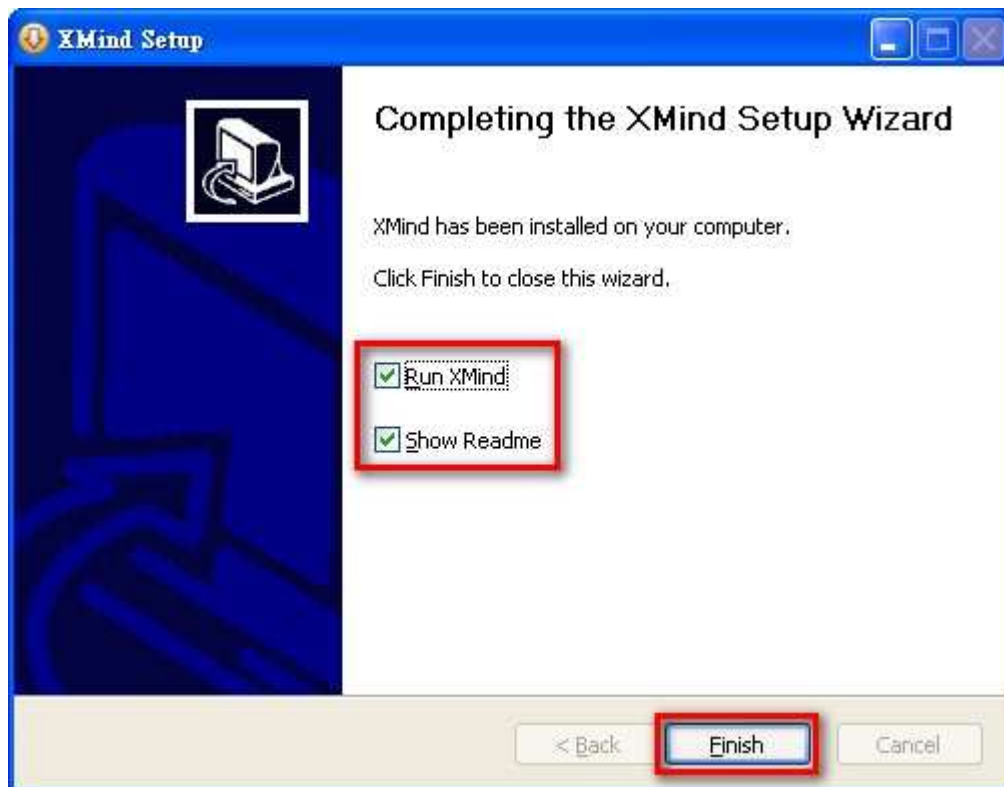 XMind Setup
Completing the XMind Setup Wizard
XMind has been installed on your computer.
Click Finish to close this wizard.
Run XMind
Show Readme
< Back Finish Cancel